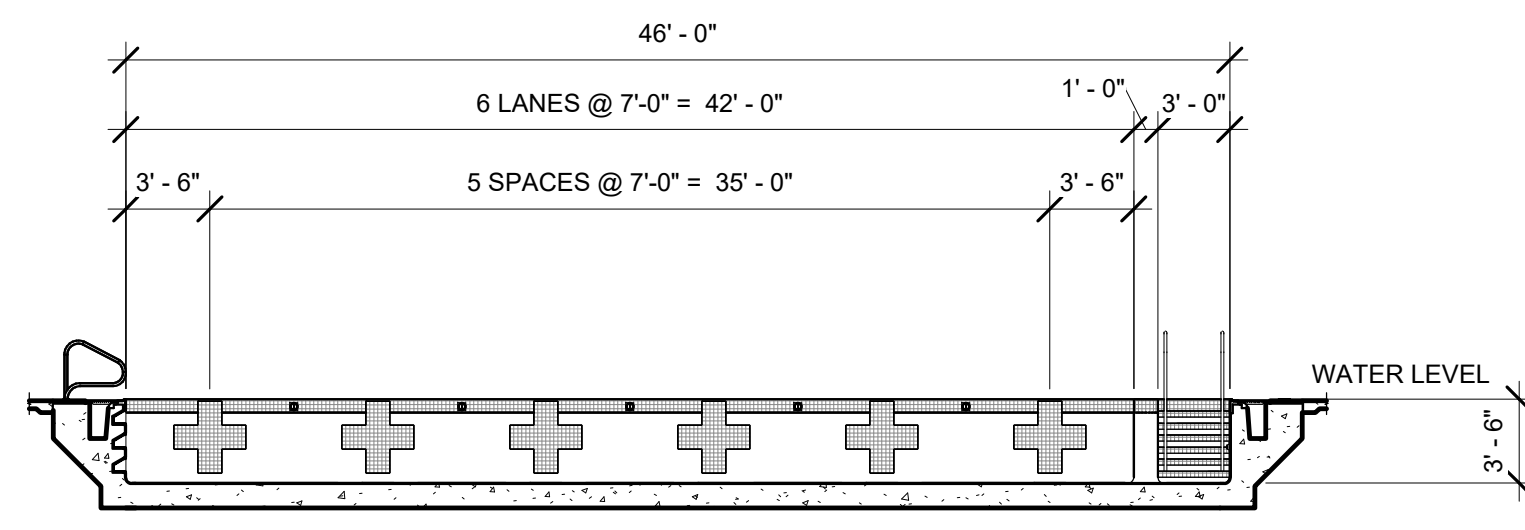 46' - 0"
6 LANES @ 7'-0" = 42' - 0"
1' - 0"
3' - 0"
3' - 6"
5 SPACES @ 7'-0" = 35' - 0"
3' - 6"
WATER LEVEL
3' - 6"